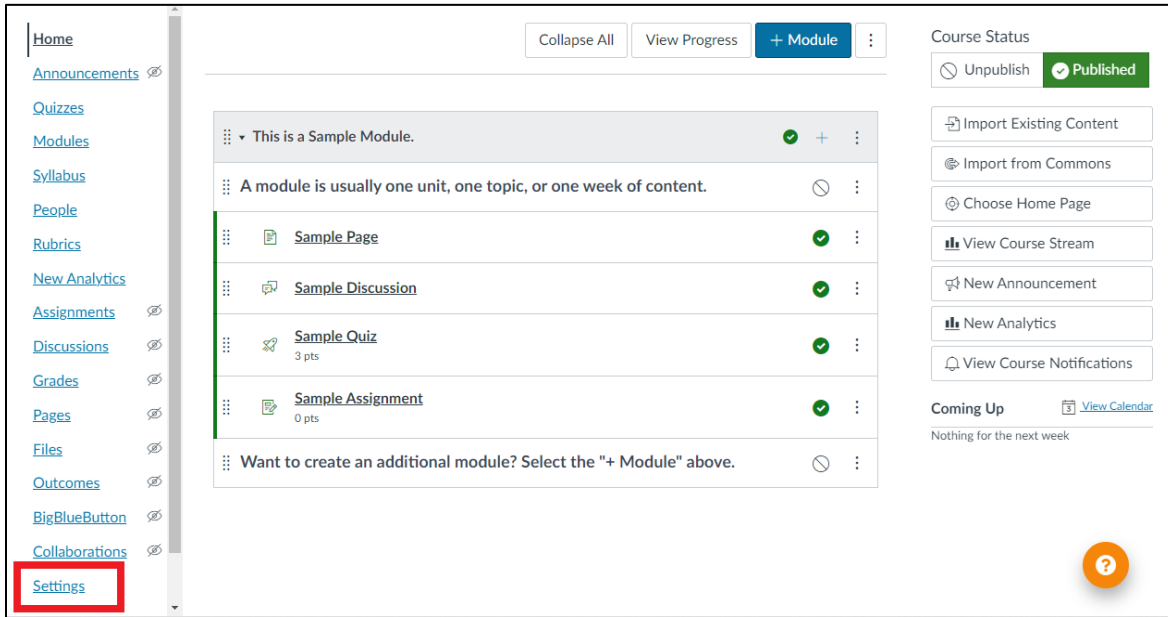 Home
Announcements
Quizzes
Modules
Syllabus
People
Rubrics
New Analytics
Assignments
Discussions
Grades
Pages
Files
Outcomes
BigBlueButton
Collaborations
Settings
Collapse All
View Progress
+ Module
This is a Sample Module.
A module is usually one unit, one topic, or one week of content.
Sample Page
Sample Discussion
Sample Quiz
3 pts
Sample Assignment
0 pts
Want to create an additional module? Select the "+ Module" above.
Course Status
Unpublish
Published
Import Existing Content
Import from Commons
Choose Home Page
View Course Stream
New Announcement
New Analytics
View Course Notifications
Coming Up
3 View Calendar
Nothing for the next week
?